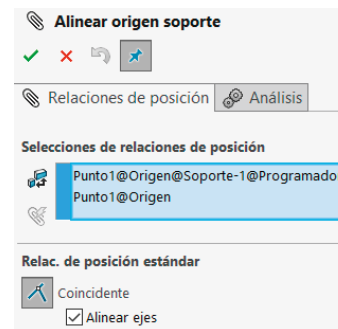 Alinear origen soporte
Relaciones de posición Análisis
Selecciones de relaciones de posición
Punto1@Origen@Soporte-1@Programado
Punto1@Origen
Relac. de posición estándar
Coincidente
Alinear ejes